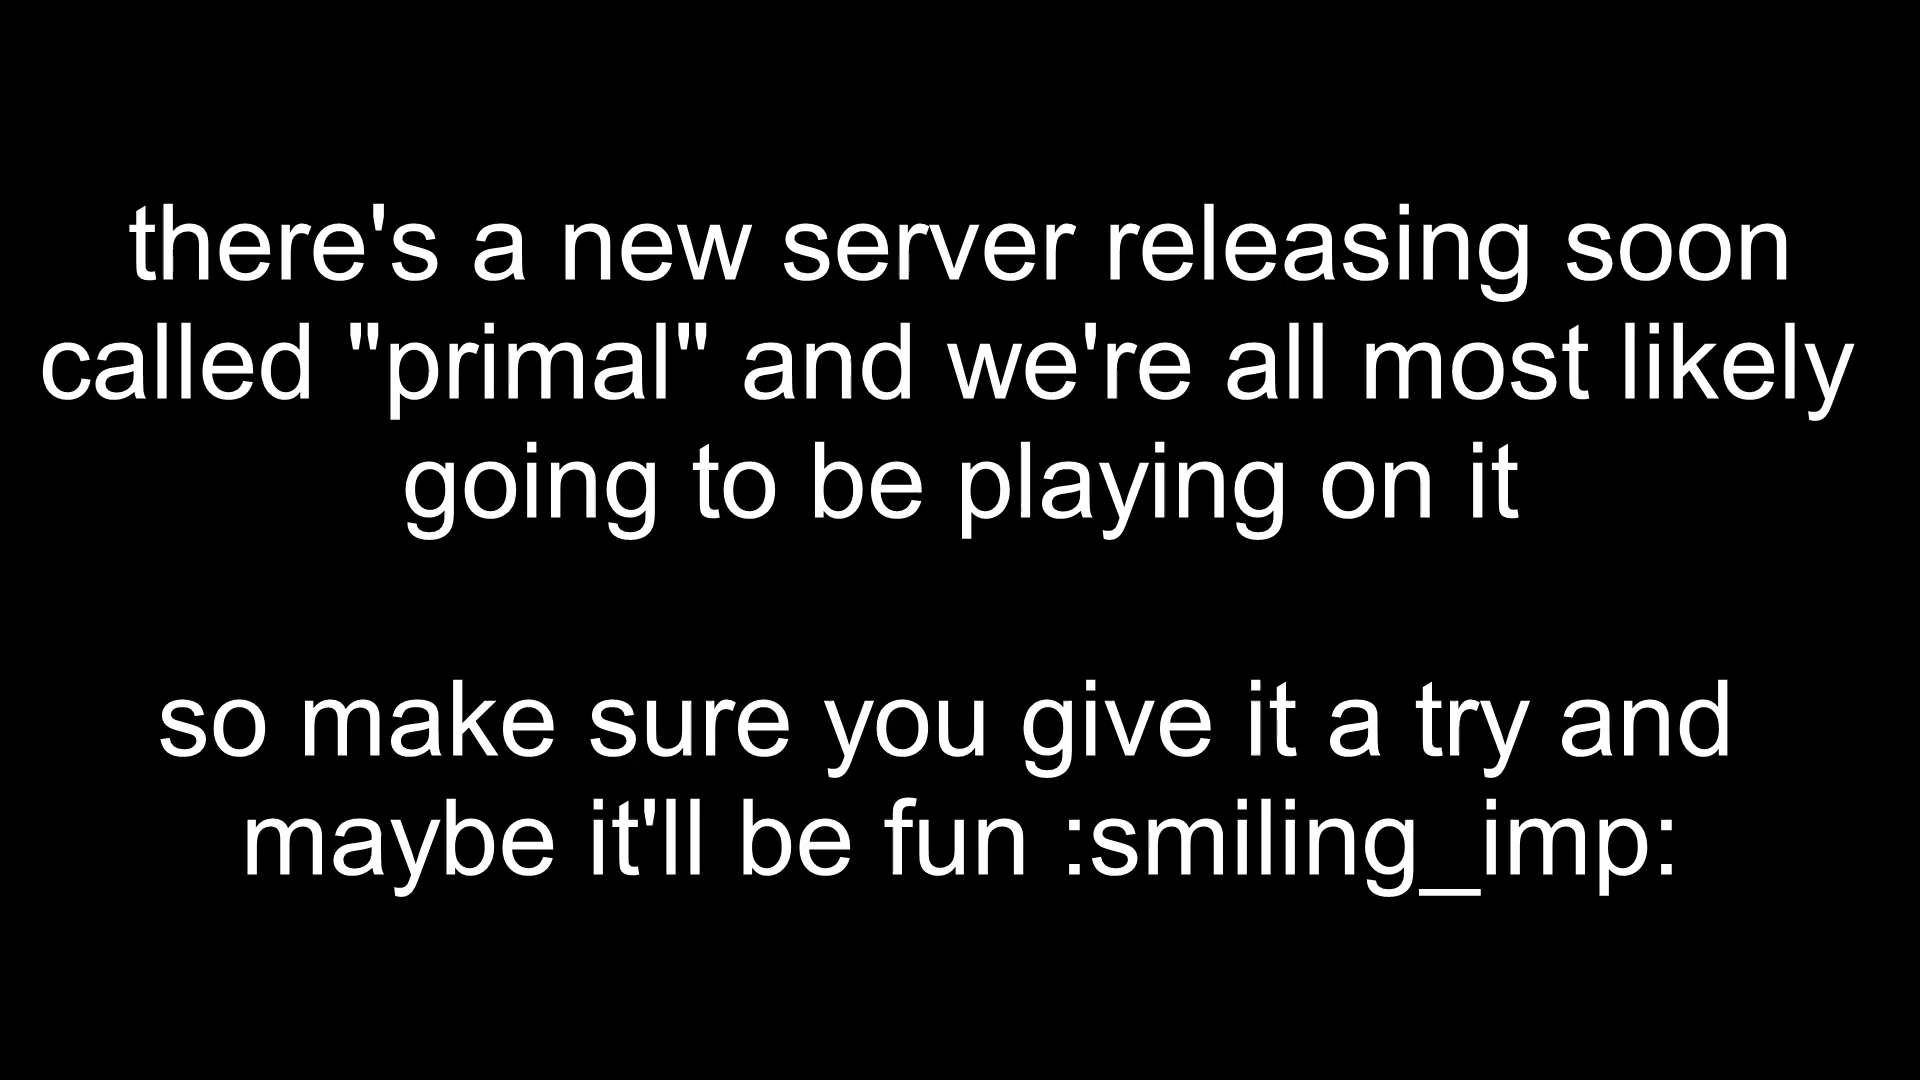 there's a new server releasing soon
called "primal" and we're all most likely
going to be playing on it
so make sure you give it a try and
maybe it'll be fun :smiling_imp: